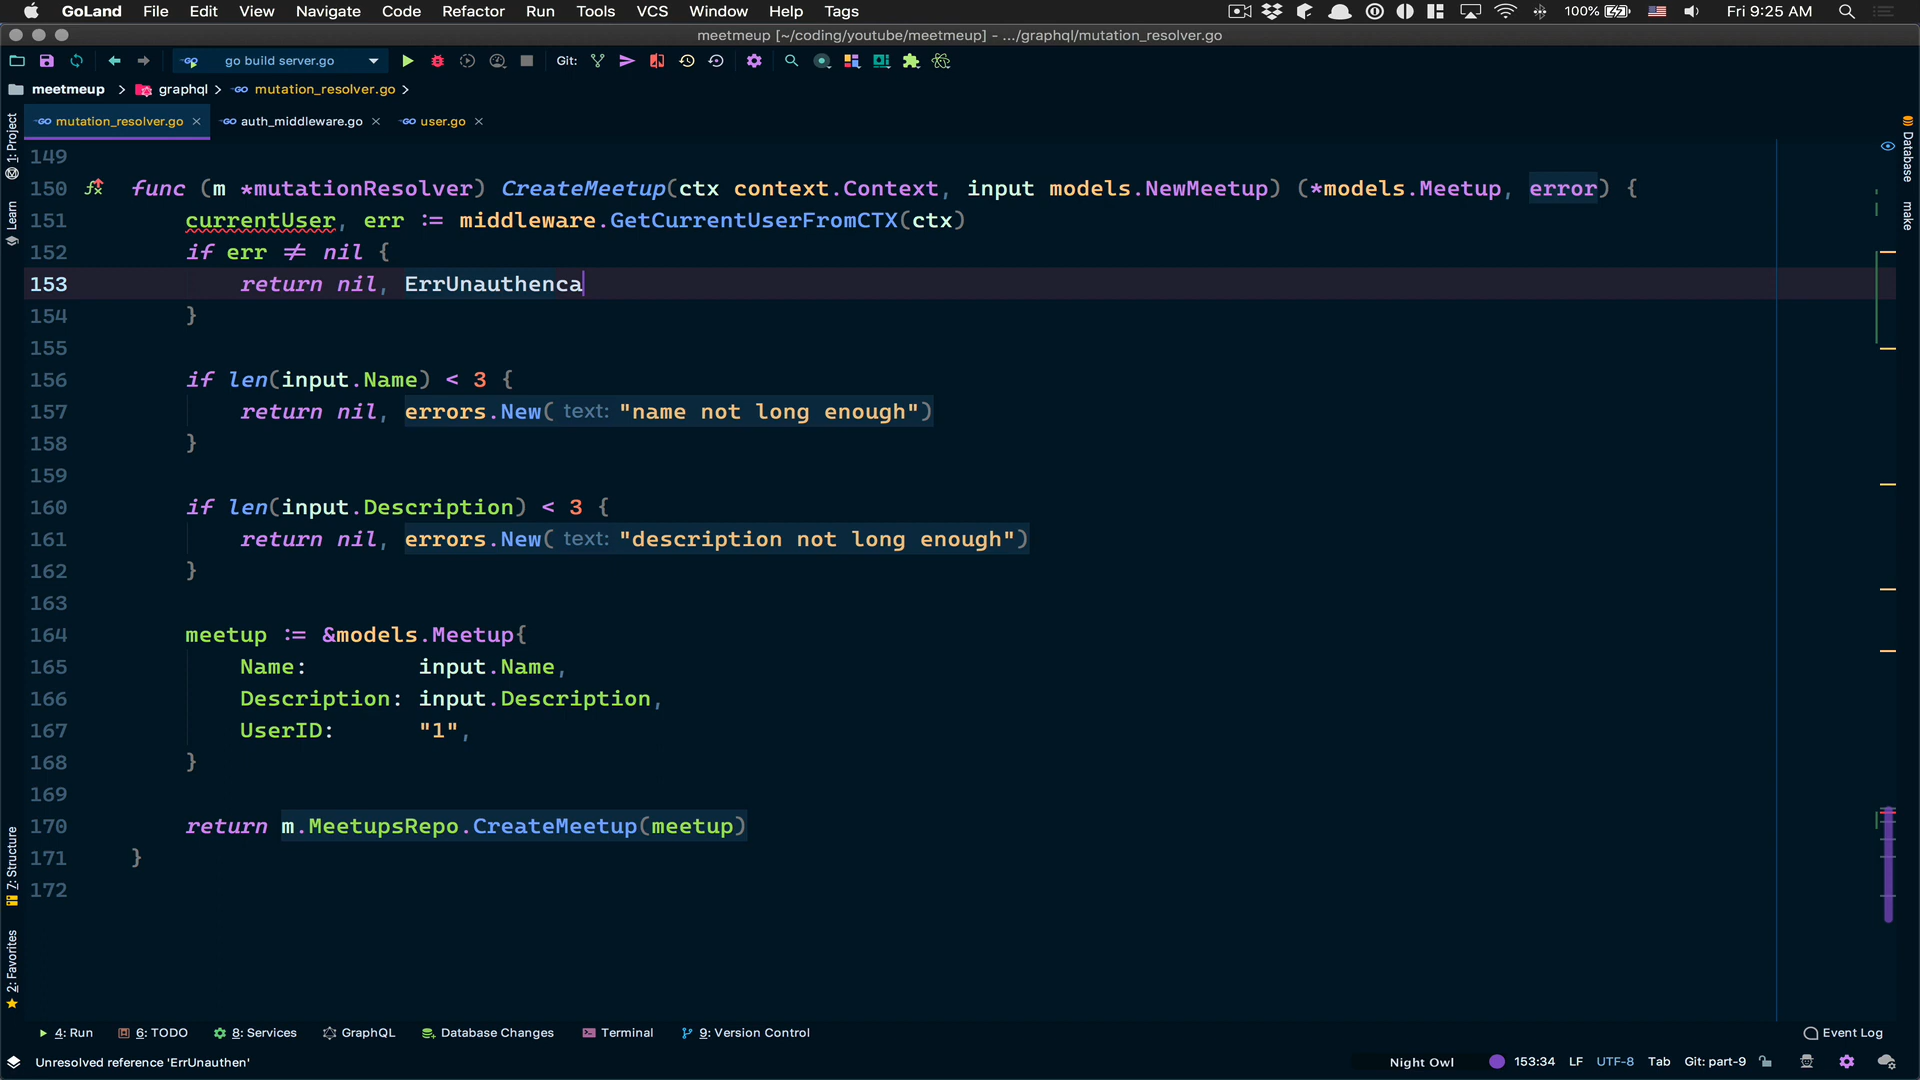 GoLand File Edit View Navigate Code Refactor Run Tools VCS Window Help Tags 100% Fri 9:25 AM
meetmeup [~/coding/youtube/meetmeup] - .../graphql/mutation_resolver.go
go build server.go Git:
meetmeup > graphql > mutation_resolver.go >
mutation_resolver.go × auth_middleware.go × user.go ×
149
150 func (m *mutationResolver) CreateMeetup(ctx context.Context, input models.NewMeetup) (*models.Meetup, error) {
151 currentUser, err := middleware.GetCurrentUserFromCTX(ctx)
152 if err ≠ nil {
153 return nil, ErrUnauthenca
154 }
155
156 if len(input.Name) < 3 {
157 return nil, errors.New( text: "name not long enough")
158 }
159
160 if len(input.Description) < 3 {
161 return nil, errors.New( text: "description not long enough")
162 }
163
164 meetup := &models.Meetup{
165 Name: input.Name,
166 Description: input.Description,
167 UserID: "1",
168 }
169
170 return m.MeetupsRepo.CreateMeetup(meetup)
171 }
172
1: Project
Learn
7: Structure
2: Favorites
Database
make
4: Run 6: TODO 8: Services GraphQL Database Changes Terminal 9: Version Control Event Log
Unresolved reference 'ErrUnauthen' Night Owl 153:34 LF UTF-8 Tab Git: part-9